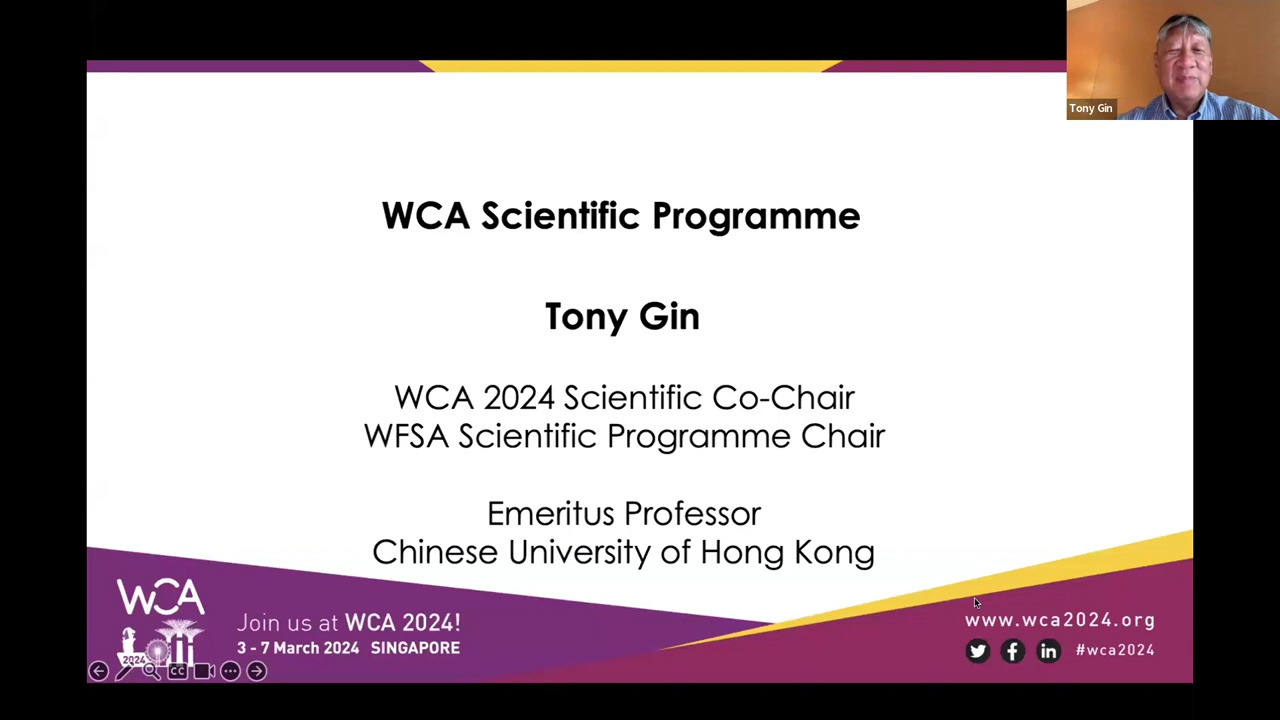 Tony Gin
WCA Scientific Programme
Tony Gin
WCA 2024 Scientific Co-Chair
WFSA Scientific Programme Chair
Emeritus Professor
Chinese University of Hong Kong
WCA
2024
Join us at WCA 2024!
3 - 7 March 2024 SINGAPORE
www.wca2024.org
#wca2024
CC